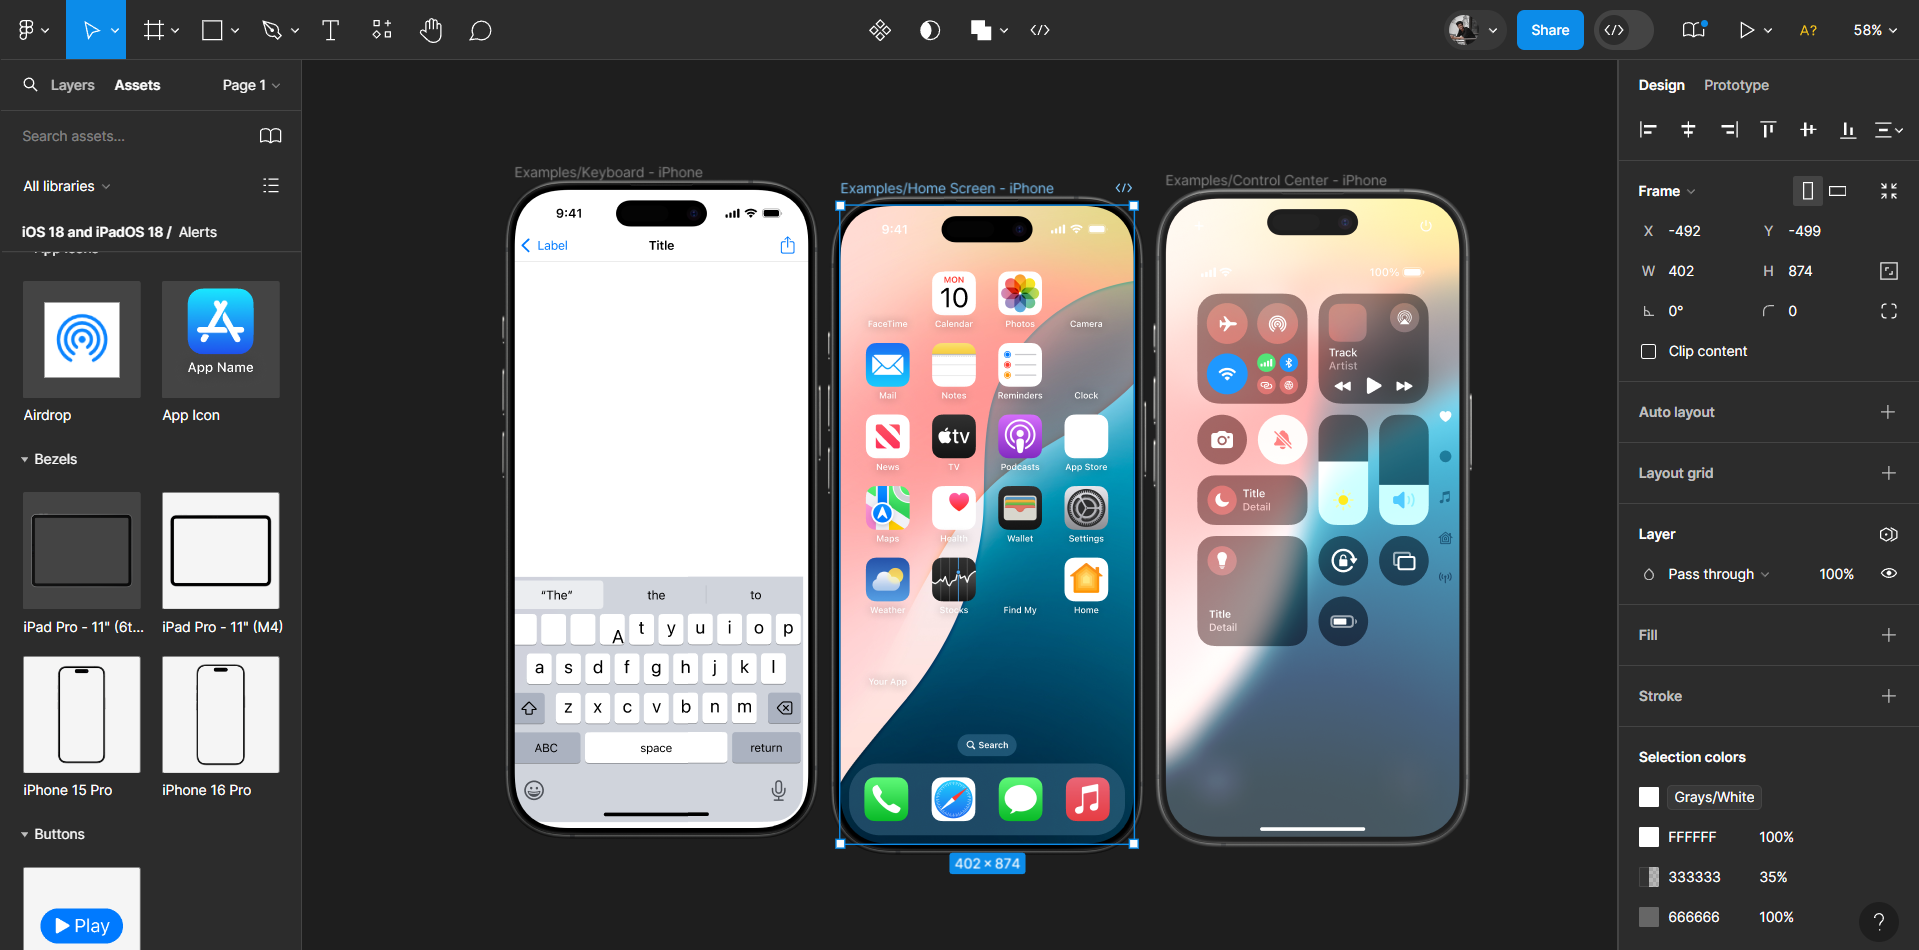 Share
A?
58%
Layers
Assets
Page 1
Search assets...
All libraries
iOS 18 and iPadOS 18 / Alerts
App Name
Airdrop
App Icon
Bezels
iPad Pro - 11" (6t...
iPad Pro - 11" (M4)
iPhone 15 Pro
iPhone 16 Pro
Buttons
Play
Examples/Keyboard - iPhone
9:41
Label
Title
“The”
the
to
A
t
y
u
i
o
p
a
s
d
f
g
h
j
k
l
z
x
c
v
b
n
m
ABC
space
return
Examples/Home Screen - iPhone
9:41
MON
10
FaceTime
Calendar
Photos
Camera
Mail
Notes
Reminders
Clock
tv
News
TV
Podcasts
App Store
Maps
Health
Wallet
Settings
Weather
Stocks
Find My
Home
Your App
Search
402 × 874
Examples/Control Center - iPhone
100%
Track
Artist
Title
Detail
Title
Detail
Design
Prototype
Frame
X -492
Y -499
W 402
H 874
0°
0
Clip content
Auto layout
Layout grid
Layer
Pass through
100%
Fill
Stroke
Selection colors
Grays/White
FFFFFF 100%
333333 35%
666666 100%
?